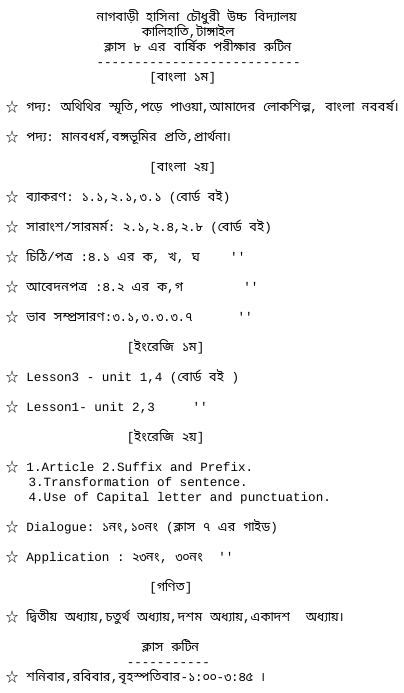 নাগবাড়ী হাসিনা চৌধুরী উচ্চ বিদ্যালয়
কালিহাতি,টাঙ্গাইল
ক্লাস ৮ এর বার্ষিক পরীক্ষার রুটিন
---------------------------
[বাংলা ১ম]
☆ গদ্য: অথিথির স্মৃতি,পড়ে পাওয়া,আমাদের লোকশিল্প, বাংলা নববর্ষ।
☆ পদ্য: মানবধর্ম,বঙ্গভূমির প্রতি,প্রার্থনা।
[বাংলা ২য়]
☆ ব্যাকরণ: ১.১,২.১,৩.১ (বোর্ড বই)
☆ সারাংশ/সারমর্ম: ২.১,২.৪,২.৮ (বোর্ড বই)
☆ চিঠি/পত্র :৪.১ এর ক, খ, ঘ ''
☆ আবেদনপত্র :৪.২ এর ক,গ ''
☆ ভাব সম্প্রসারণ:৩.১,৩.৩.৩.৭ ''
[ইংরেজি ১ম]
☆ Lesson3 - unit 1,4 (বোর্ড বই )
☆ Lesson1- unit 2,3 ''
[ইংরেজি ২য়]
☆ 1.Article 2.Suffix and Prefix.
3.Transformation of sentence.
4.Use of Capital letter and punctuation.
☆ Dialogue: ১নং,১০নং (ক্লাস ৭ এর গাইড)
☆ Application : ২৩নং, ৩০নং ''
[গণিত]
☆ দ্বিতীয় অধ্যায়,চতুর্থ অধ্যায়,দশম অধ্যায়,একাদশ অধ্যায়।
ক্লাস রুটিন
-----------
☆ শনিবার,রবিবার,বৃহস্পতিবার-১:০০-৩:৪৫ ।